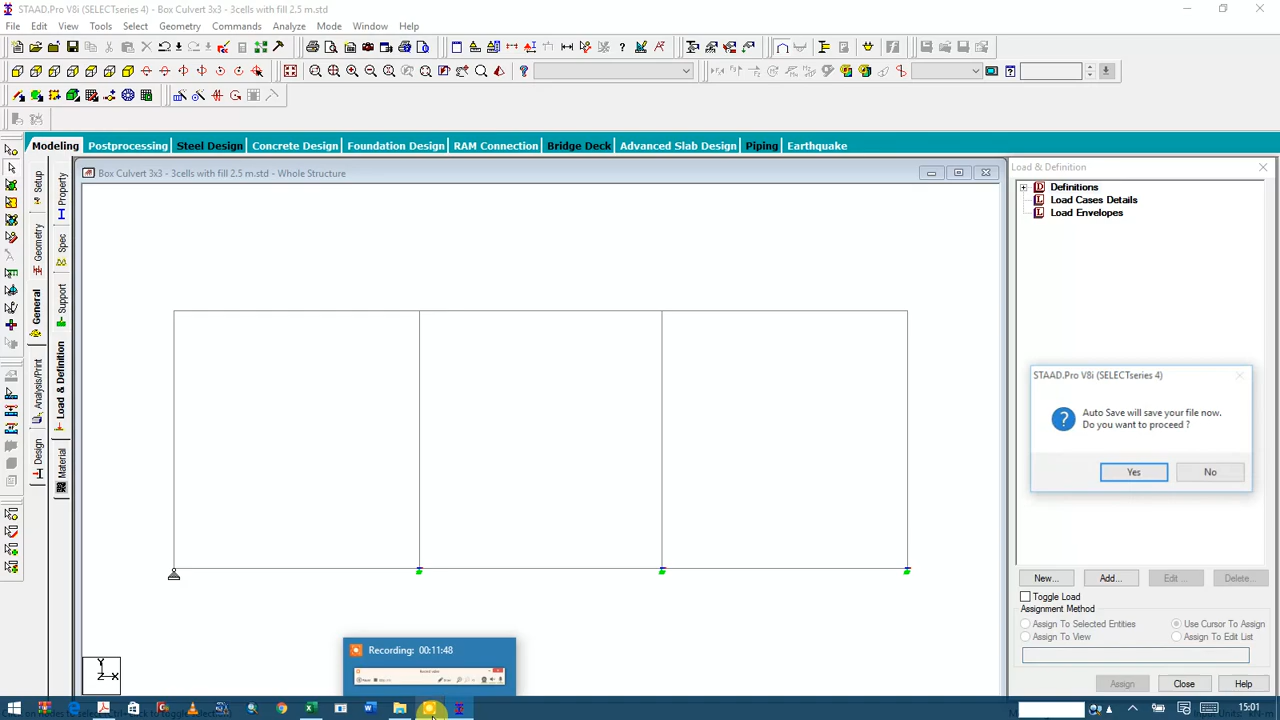 STAAD.Pro V8i (SELECTseries 4) - Box Culvert 3x3 - 3cells with fill 2.5 m.std
File Edit View Tools Select Geometry Commands Analyze Mode Window Help
Modeling Postprocessing Steel Design Concrete Design Foundation Design RAM Connection Bridge Deck Advanced Slab Design Piping Earthquake
Box Culvert 3x3 - 3cells with fill 2.5 m.std - Whole Structure
Load & Definition
Setup
Geometry
General
Analysis/Print
Design
Property
Spec
Support
Load & Definition
Material
Definitions
Load Cases Details
Load Envelopes
STAAD.Pro V8i (SELECTseries 4)
Auto Save will save your file now.
Do you want to proceed ?
Yes No
New... Add... Edit ... Delete...
Toggle Load
Assignment Method
Assign To Selected Entities
Use Cursor To Assign
Assign To View
Assign To Edit List
Assign Close Help
Y
X
Z
Recording: 00:11:48
15:01